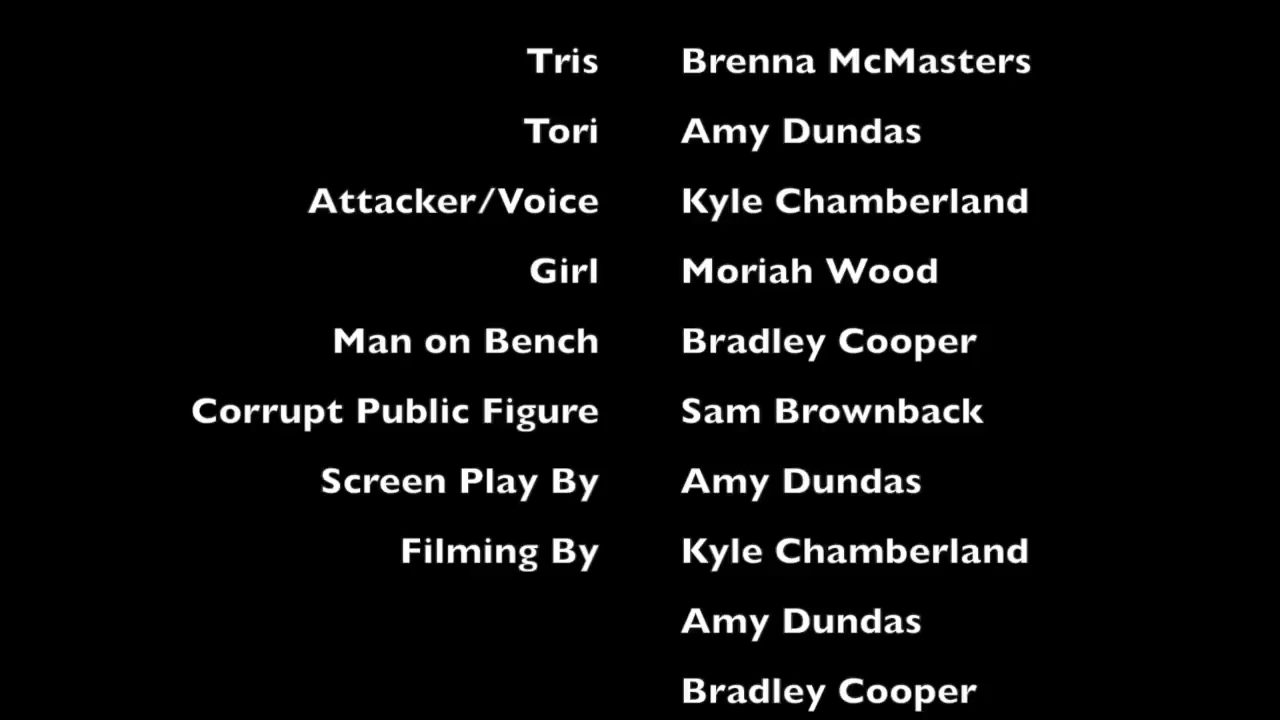 Tris Brenna McMasters
Tori Amy Dundas
Attacker/Voice Kyle Chamberland
Girl Moriah Wood
Man on Bench Bradley Cooper
Corrupt Public Figure Sam Brownback
Screen Play By Amy Dundas
Filming By Kyle Chamberland
Amy Dundas
Bradley Cooper